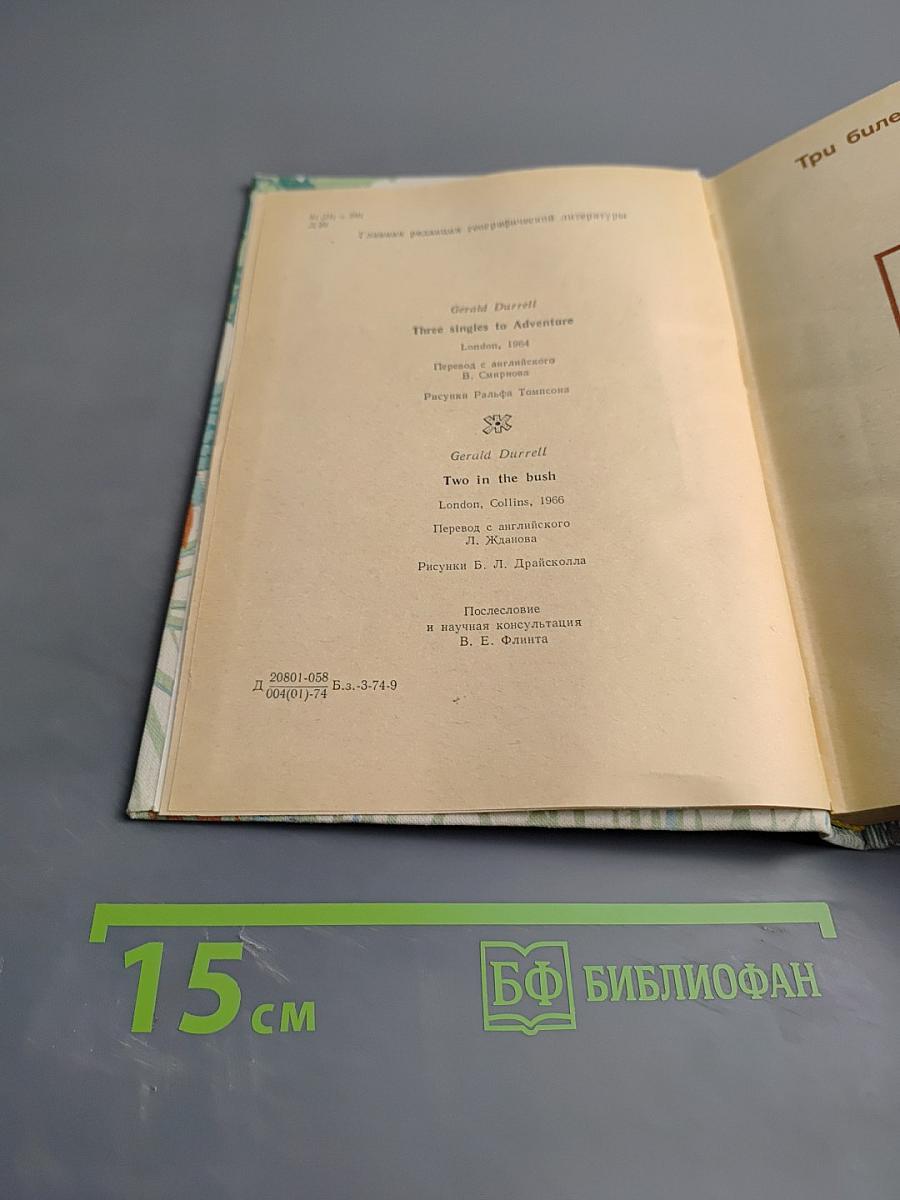 Главная редакция географической литературы
Gerald Durrell
Three singles to Adventure
London, 1964
Перевод с английского
В. Смирнова
Рисунки Ральфа Томпсона
Gerald Durrell
Two in the bush
London, Collins, 1966
Перевод с английского
Л. Жданова
Рисунки Б. Л. Драйсколла
Послесловие
и научная консультация
В. Е. Флинта
Д 20801-058
004(01)-74 Б.з.-3-74-9
Три
15 см
БФ БИБЛИОФАН